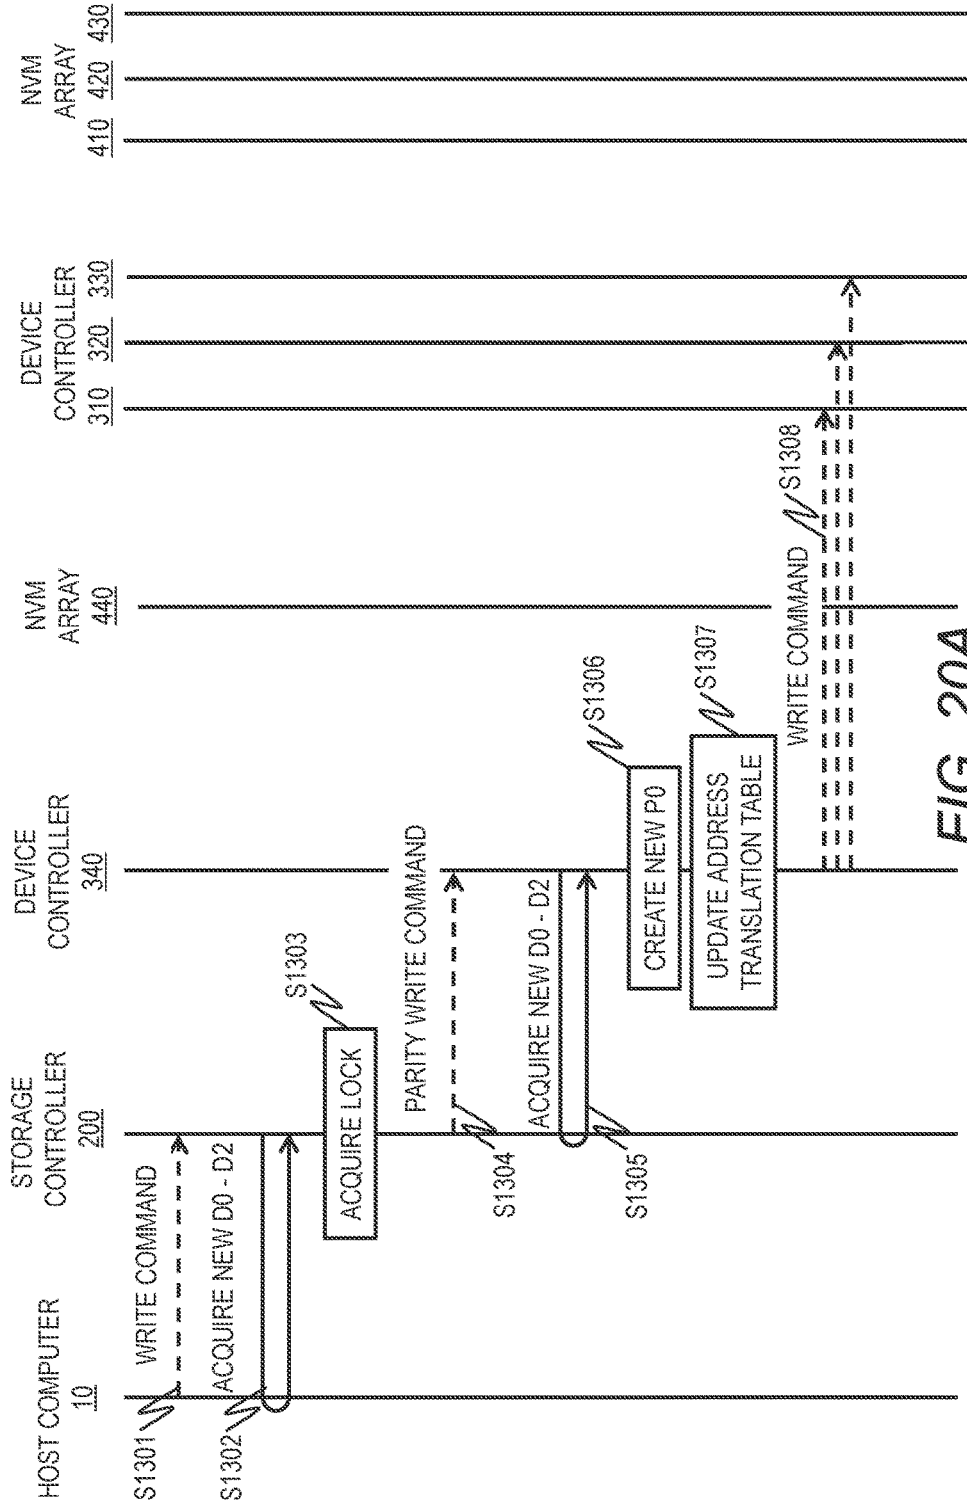 HOST COMPUTER
10
STORAGE
CONTROLLER
200
DEVICE
CONTROLLER
340
NVM
ARRAY
440
DEVICE
CONTROLLER
310 320 330
NVM
ARRAY
410 420 430
S1301
WRITE COMMAND
S1302
ACQUIRE NEW D0 - D2
ACQUIRE LOCK
S1303
PARITY WRITE COMMAND
S1304
ACQUIRE NEW D0 - D2
S1305
CREATE NEW P0
S1306
UPDATE ADDRESS
TRANSLATION TABLE
S1307
WRITE COMMAND
S1308
FIG. 20A